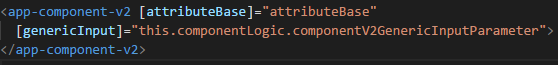 <app-component-v2 [attributeBase]="attributeBase"
[genericInput]="this.componentLogic.componentV2GenericInputParameter">
</app-component-v2>